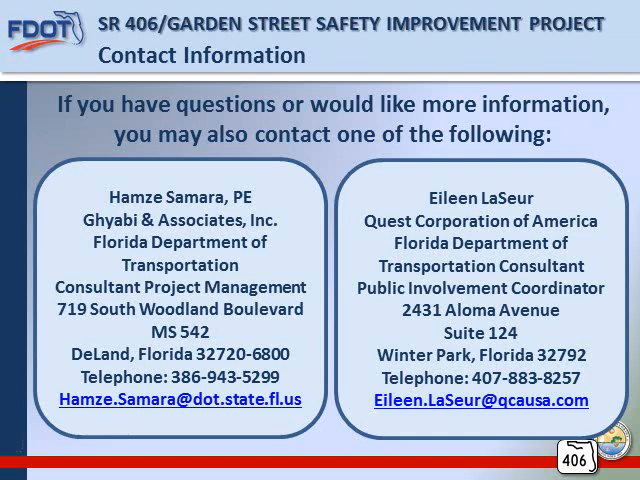 FDOT
SR 406/GARDEN STREET SAFETY IMPROVEMENT PROJECT
Contact Information
If you have questions or would like more information,
you may also contact one of the following:
Hamze Samara, PE
Ghyabi & Associates, Inc.
Florida Department of
Transportation
Consultant Project Management
719 South Woodland Boulevard
MS 542
DeLand, Florida 32720-6800
Telephone: 386-943-5299
Hamze.Samara@dot.state.fl.us
Eileen LaSeur
Quest Corporation of America
Florida Department of
Transportation Consultant
Public Involvement Coordinator
2431 Aloma Avenue
Suite 124
Winter Park, Florida 32792
Telephone: 407-883-8257
Eileen.LaSeur@qcausa.com
406